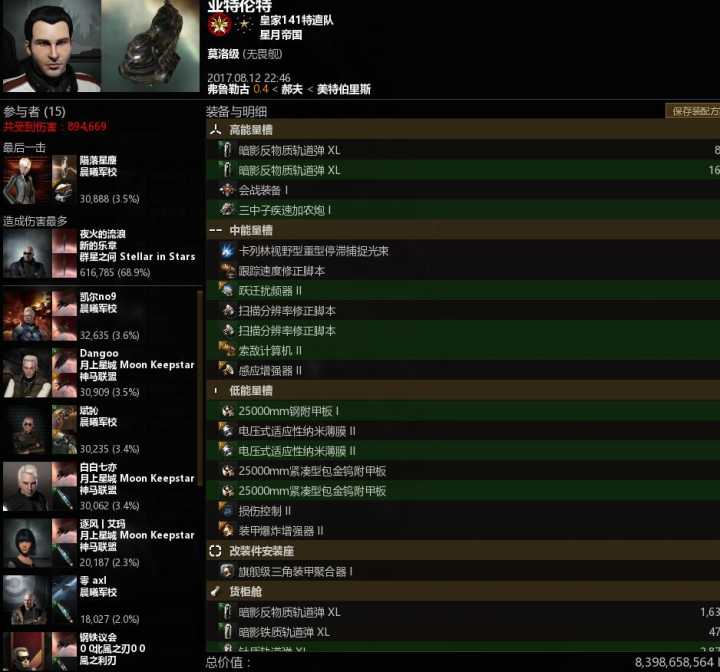 亚特伦特
皇家141特遣队
星月帝国
莫洛级 (无畏舰)
2017.08.12 22:46
弗鲁勒古 0.4 < 郝夫 < 美特伯里斯
参与者 (15)
共受到伤害：894,669
最后一击
陨落星塵
晨曦军校
30,888 (3.5%)
造成伤害最多
夜火的流浪
新的乐章
群星之间 Stellar in Stars
616,785 (68.9%)
凯尔no9
晨曦军校
32,635 (3.6%)
Dangoo
月上星城 Moon Keepstar
神马联盟
30,909 (3.5%)
晨曦军校
30,235 (3.4%)
白白七亦
月上星城 Moon Keepstar
神马联盟
30,062 (3.4%)
逐风丨艾玛
月上星城 Moon Keepstar
神马联盟
20,187 (2.3%)
零 axl
晨曦军校
18,027 (2.0%)
钢铁议会
风之利刃
装备与明细
保存装配方
高能量槽
暗影反物质轨道弹 XL
8
暗影反物质轨道弹 XL
16
会战装备 I
三中子疾速加农炮 I
中能量槽
卡列林视野型重型停滞捕捉光束
跟踪速度修正脚本
跃迁扰频器 II
扫描分辨率修正脚本
扫描分辨率修正脚本
索敌计算机 II
感应增强器 II
低能量槽
25000mm钢附甲板 I
电压式适应性纳米薄膜 II
电压式适应性纳米薄膜 II
25000mm紧凑型包金钨附甲板
25000mm紧凑型包金钨附甲板
损伤控制 II
装甲爆炸增强器 II
改装件安装座
旗舰级三角装甲聚合器 I
货柜舱
暗影反物质轨道弹 XL
1,63
暗影铁质轨道弹 XL
47
总价值：
8,398,658,564